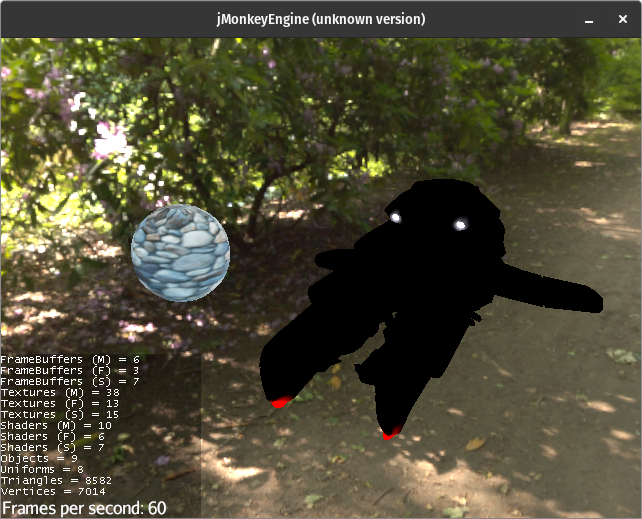 jMonkeyEngine (unknown version)
FrameBuffers (M) = 6
FrameBuffers (F) = 3
FrameBuffers (S) = 7
Textures (M) = 38
Textures (F) = 13
Textures (S) = 15
Shaders (M) = 10
Shaders (F) = 6
Shaders (S) = 7
Objects = 9
Uniforms = 8
Triangles = 8582
Vertices = 7014
Frames per second: 60